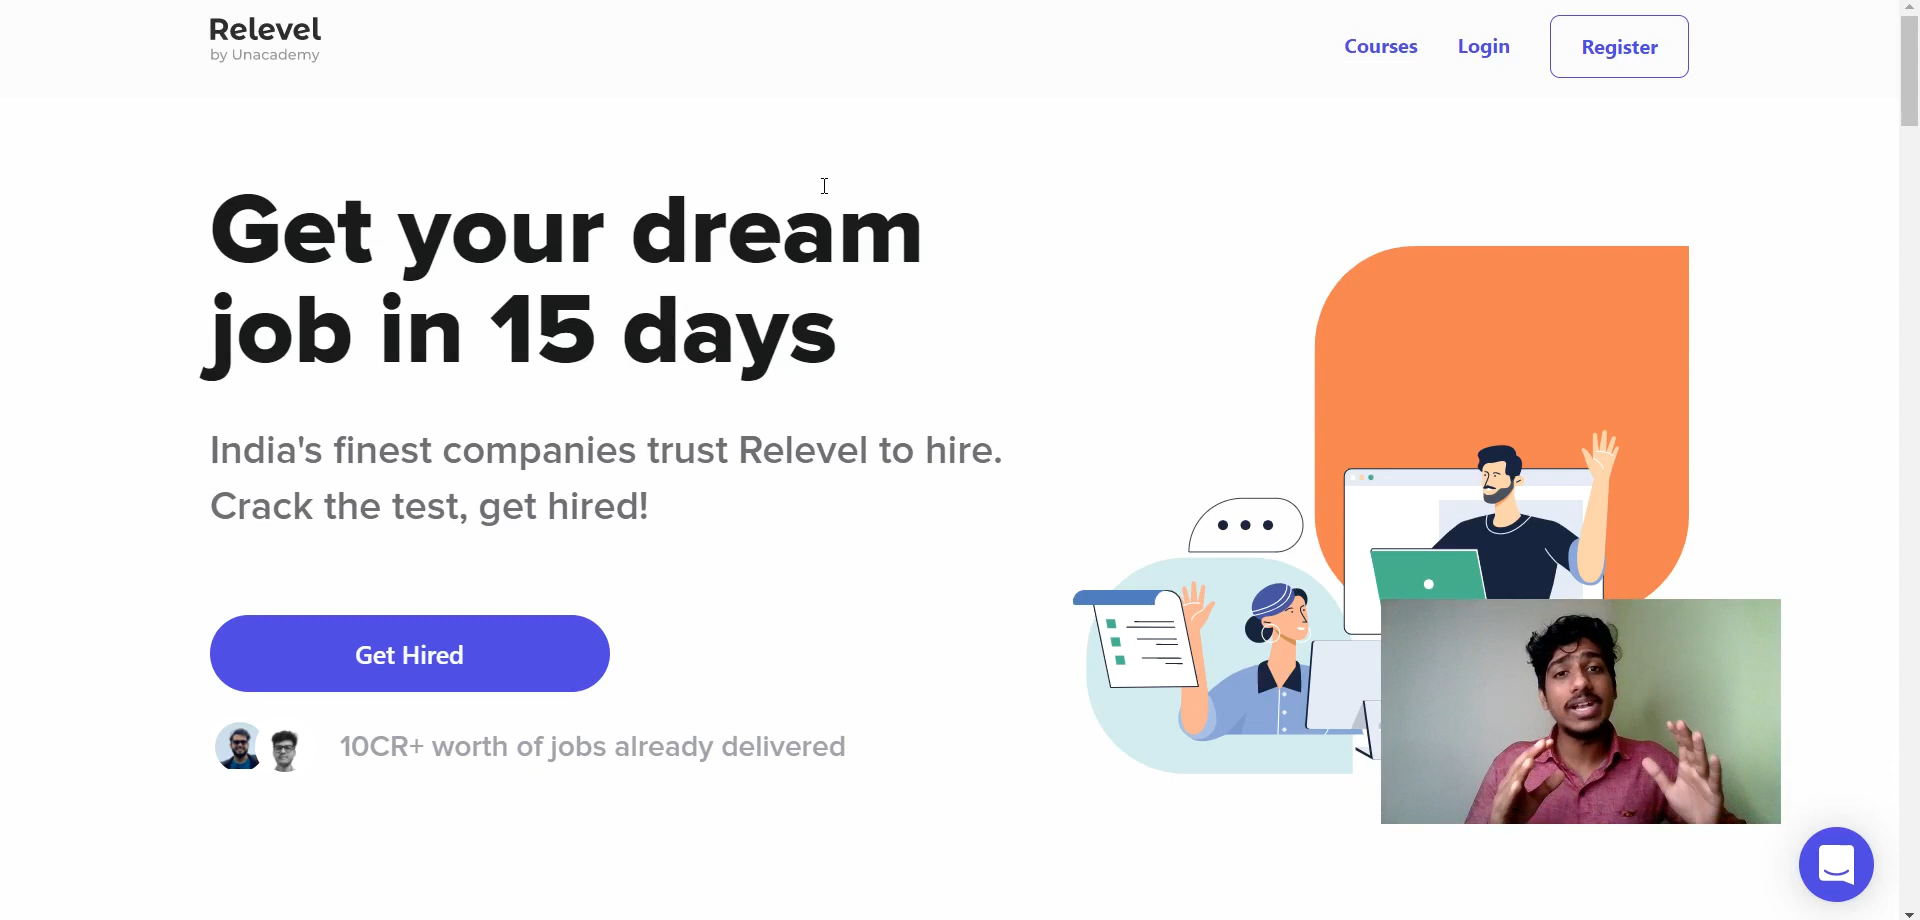 Relevel
by Unacademy
Courses
Login
Register
Get your dream
job in 15 days
India's finest companies trust Relevel to hire.
Crack the test, get hired!
Get Hired
10CR+ worth of jobs already delivered